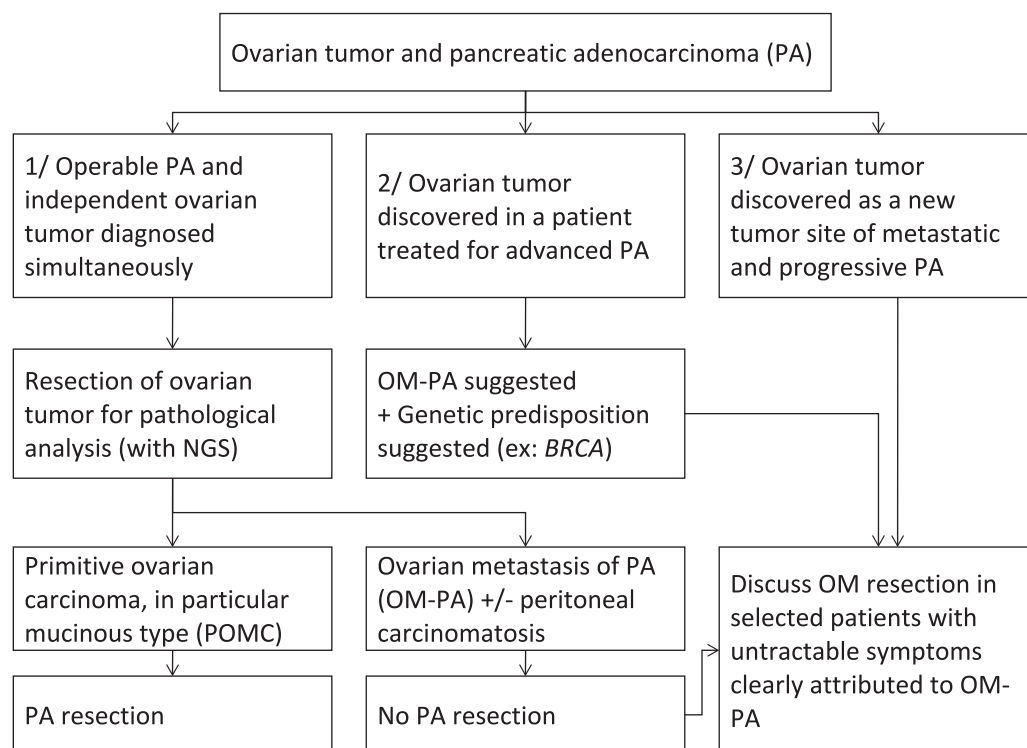 Ovarian tumor and pancreatic adenocarcinoma (PA)
1/ Operable PA and
independent ovarian
tumor diagnosed
simultaneously
2/ Ovarian tumor
discovered in a patient
treated for advanced PA
3/ Ovarian tumor
discovered as a new
tumor site of metastatic
and progressive PA
Resection of ovarian
tumor for pathological
analysis (with NGS)
OM-PA suggested
+ Genetic predisposition
suggested (ex: BRCA)
Primitive ovarian
carcinoma, in particular
mucinous type (POMC)
Ovarian metastasis of PA
(OM-PA) +/- peritoneal
carcinomatosis
Discuss OM resection in
selected patients with
untractable symptoms
clearly attributed to OM-
PA
PA resection
No PA resection